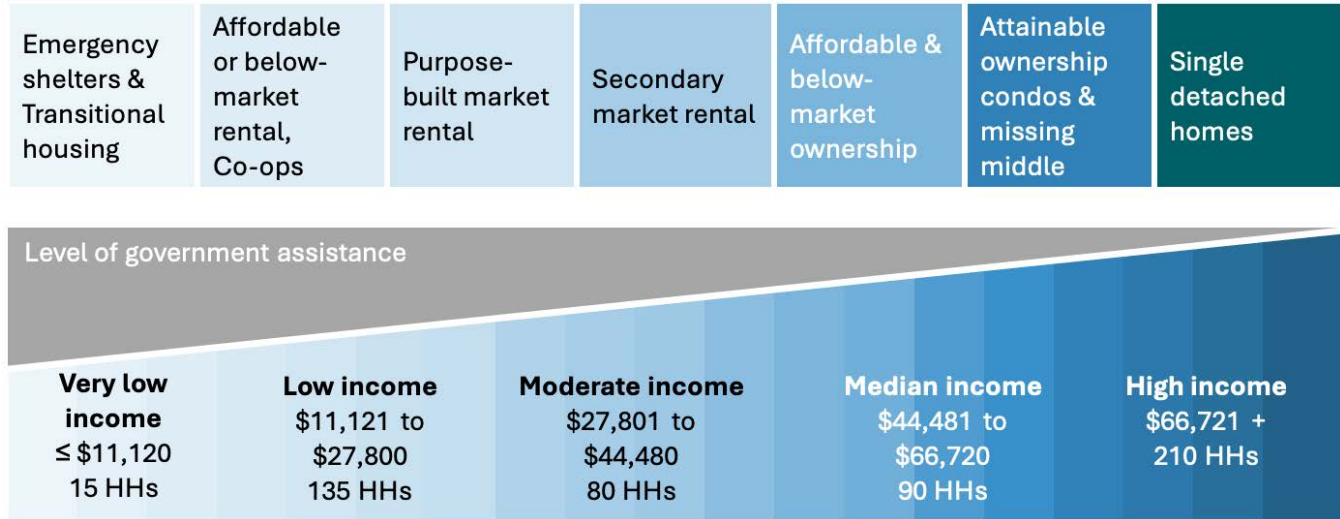 Emergency
shelters &
Transitional
housing
Affordable
or below-
market
rental,
Co-ops
Purpose-
built market
rental
Secondary
market rental
Affordable &
below-
market
ownership
Attainable
ownership
condos &
missing
middle
Single
detached
homes
Level of government assistance
Very low
income
≤ $11,120
15 HHs
Low income
$11,121 to
$27,800
135 HHs
Moderate income
$27,801 to
$44,480
80 HHs
Median income
$44,481 to
$66,720
90 HHs
High income
$66,721 +
210 HHs